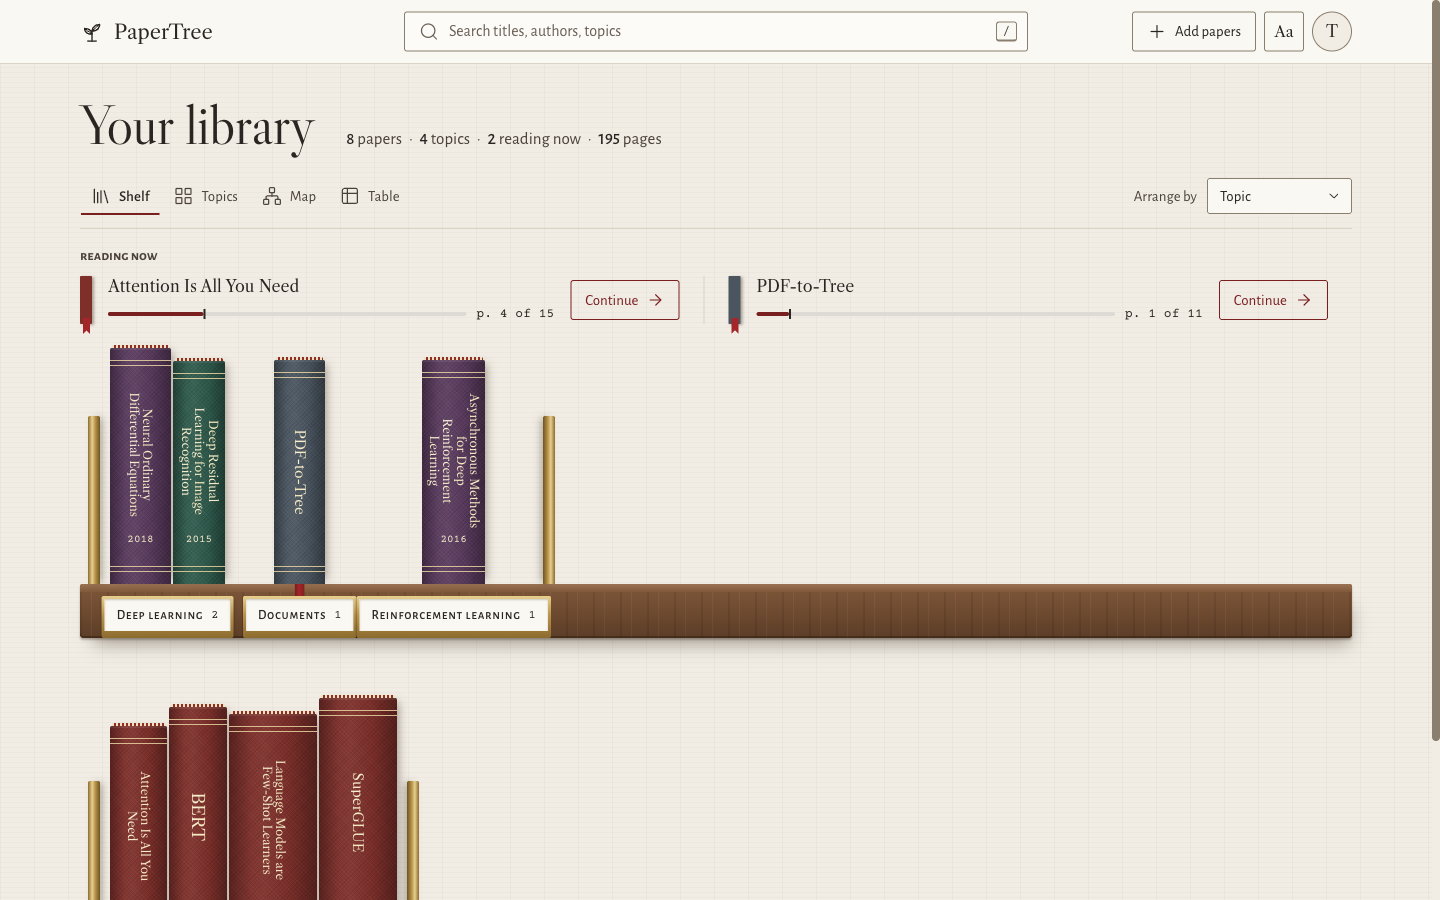 PaperTree
Search titles, authors, topics
/
Add papers
Aa
T
Your library
8 papers · 4 topics · 2 reading now · 195 pages
Shelf
Topics
Map
Table
Arrange by
Topic
READING NOW
Attention Is All You Need
p. 4 of 15
Continue
PDF-to-Tree
p. 1 of 11
Continue
Neural Ordinary
Differential Equations
2018
Deep Residual
Learning for Image
Recognition
2015
PDF-to-Tree
Asynchronous Methods
for Deep
Reinforcement
Learning
2016
DEEP LEARNING 2
DOCUMENTS 1
REINFORCEMENT LEARNING 1
Attention Is All You
Need
BERT
Language Models are
Few-Shot Learners
SuperGLUE